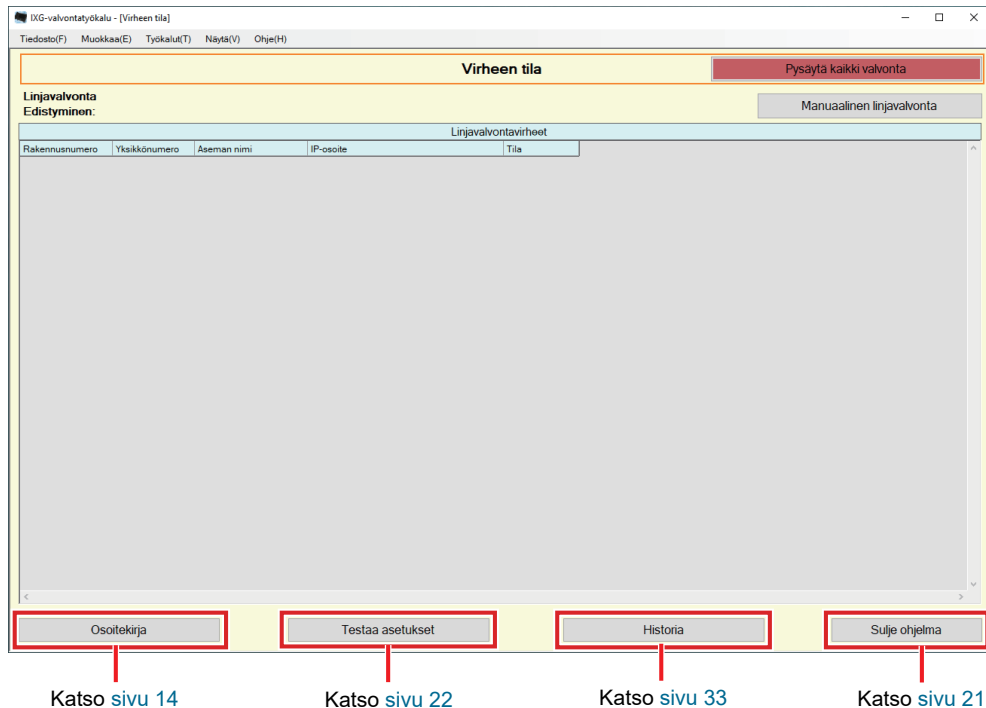 IXG-valvontatyökalu - [Virheen tila]
Tiedosto(F) Muokkaa(E) Työkalut(T) Näytä(V) Ohje(H)
Virheen tila
Pysäytä kaikki valvonta
Linjavalvonta
Edistyminen:
Manuaalinen linjavalvonta
Linjavalvontavirheet
Rakennusnumero Yksikkönumero Aseman nimi IP-osoite Tila
Osoitekirja Testaa asetukset Historia Sulje ohjelma
Katso sivu 14 Katso sivu 22 Katso sivu 33 Katso sivu 21